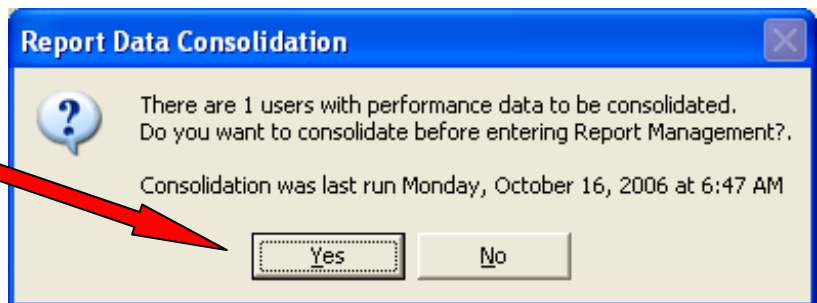 Report Data Consolidation
There are 1 users with performance data to be consolidated.
Do you want to consolidate before entering Report Management?.
Consolidation was last run Monday, October 16, 2006 at 6:47 AM
Yes No